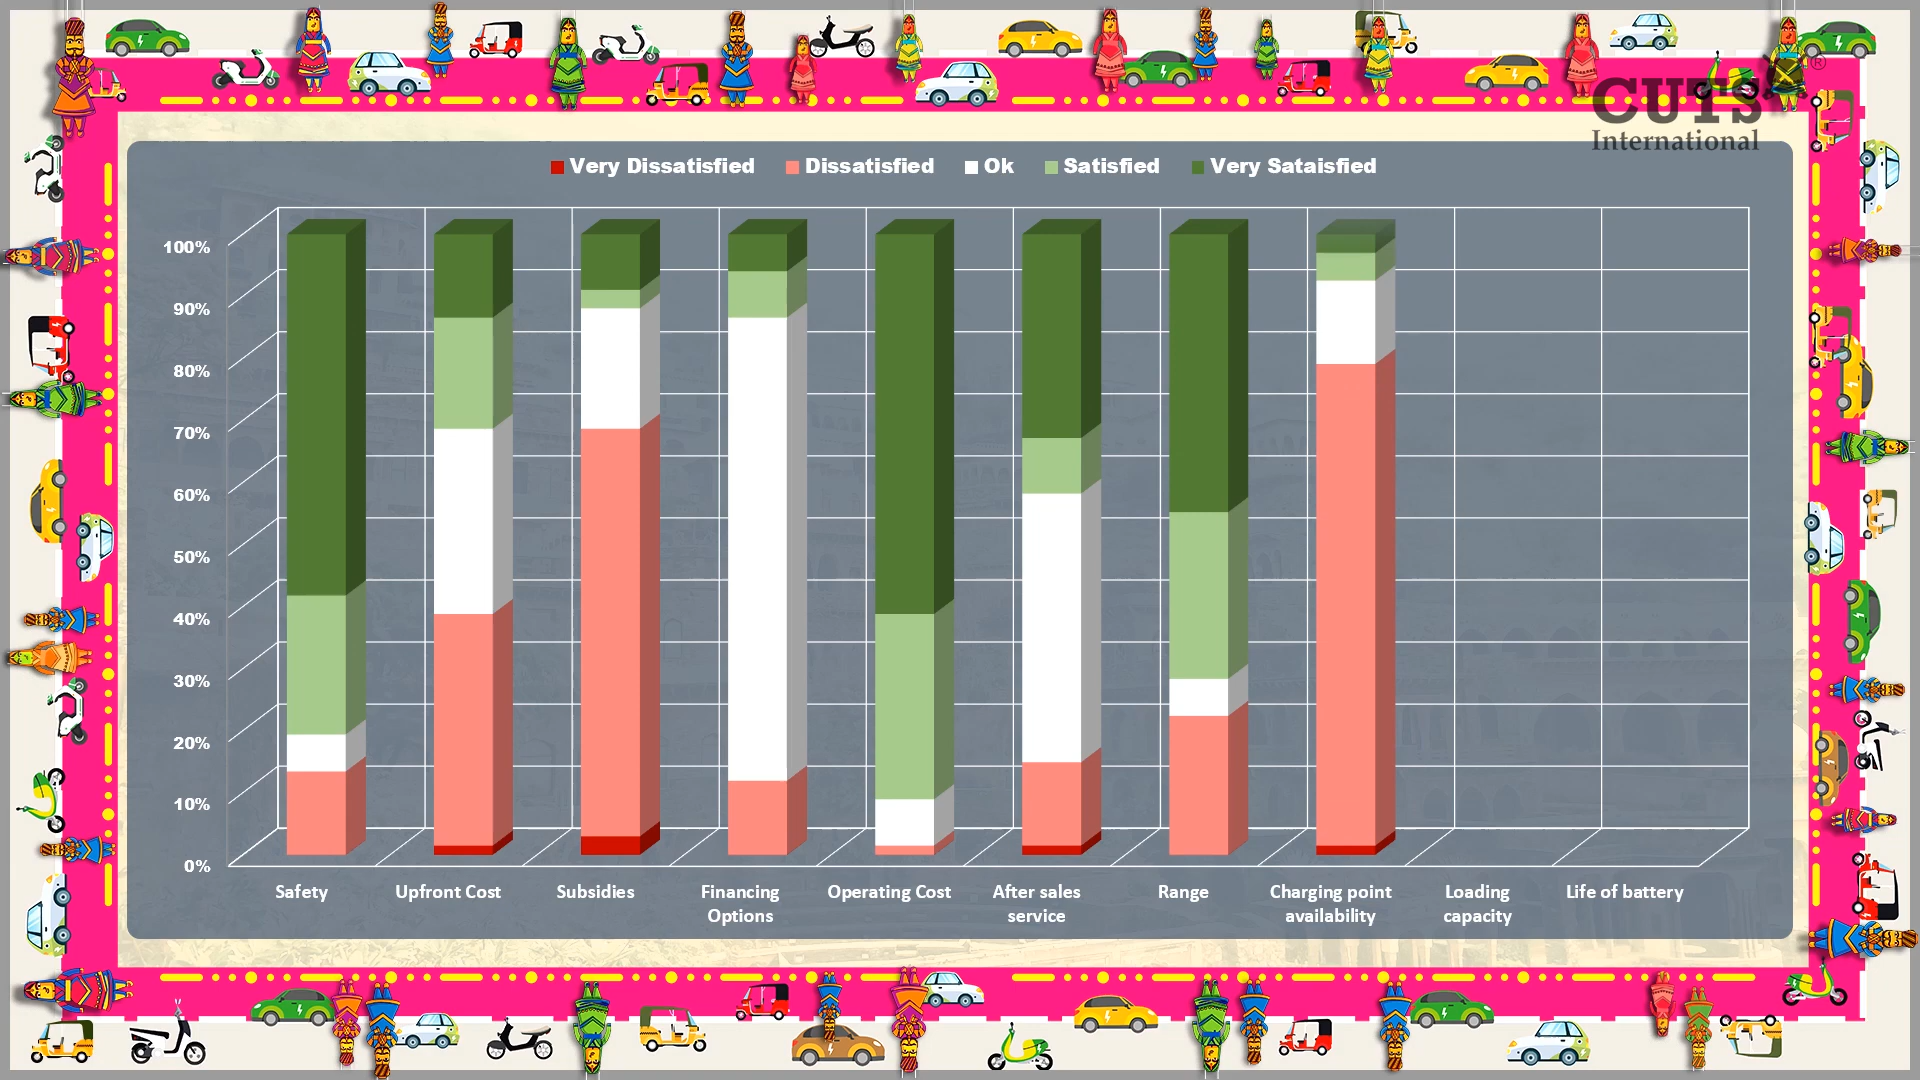 CUTS ®
International
Very Dissatisfied Dissatisfied Ok Satisfied Very Sataisfied
100%
90%
80%
70%
60%
50%
40%
30%
20%
10%
0%
Safety
Upfront Cost
Subsidies
Financing
Options
Operating Cost
After sales
service
Range
Charging point
availability
Loading
capacity
Life of battery